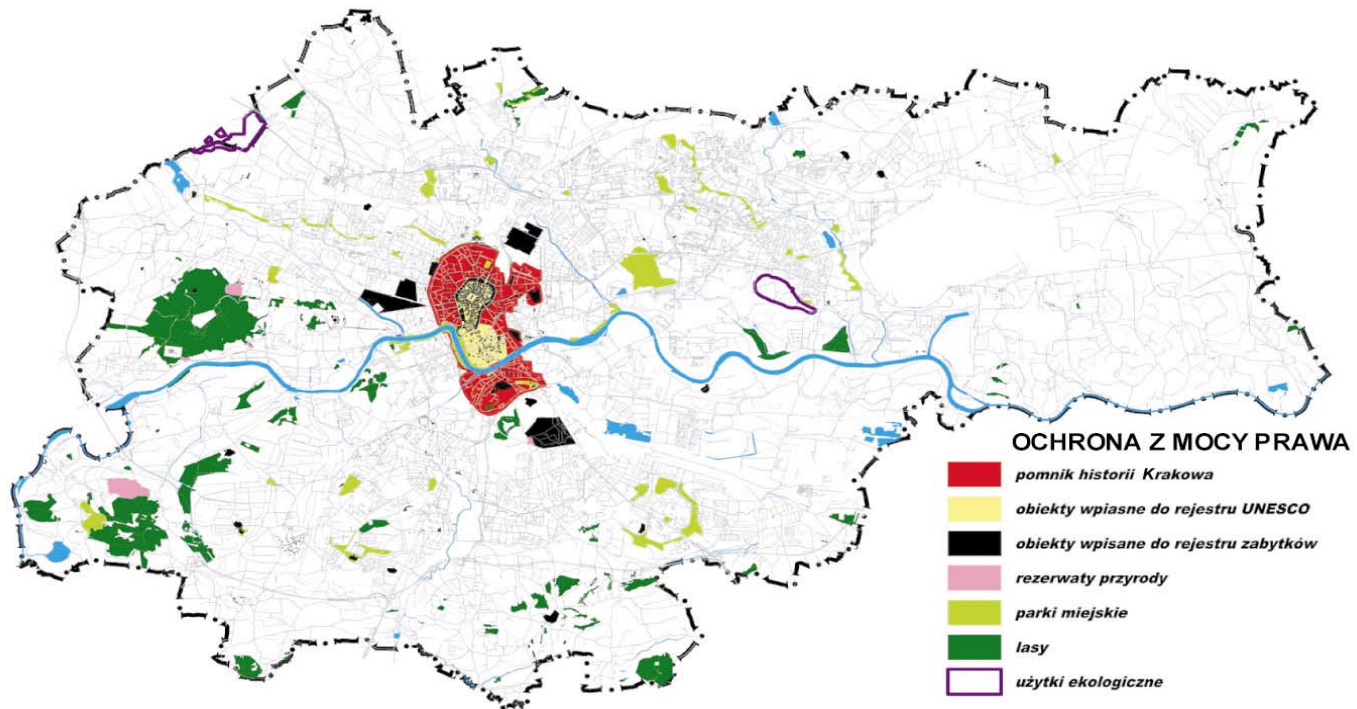 OCHRONA Z MOCY PRAWA
pomnik historii Krakowa
obiekty wpiasne do rejestru UNESCO
obiekty wpisane do rejestru zabytków
rezerwaty przyrody
parki miejskie
lasy
użytki ekologiczne